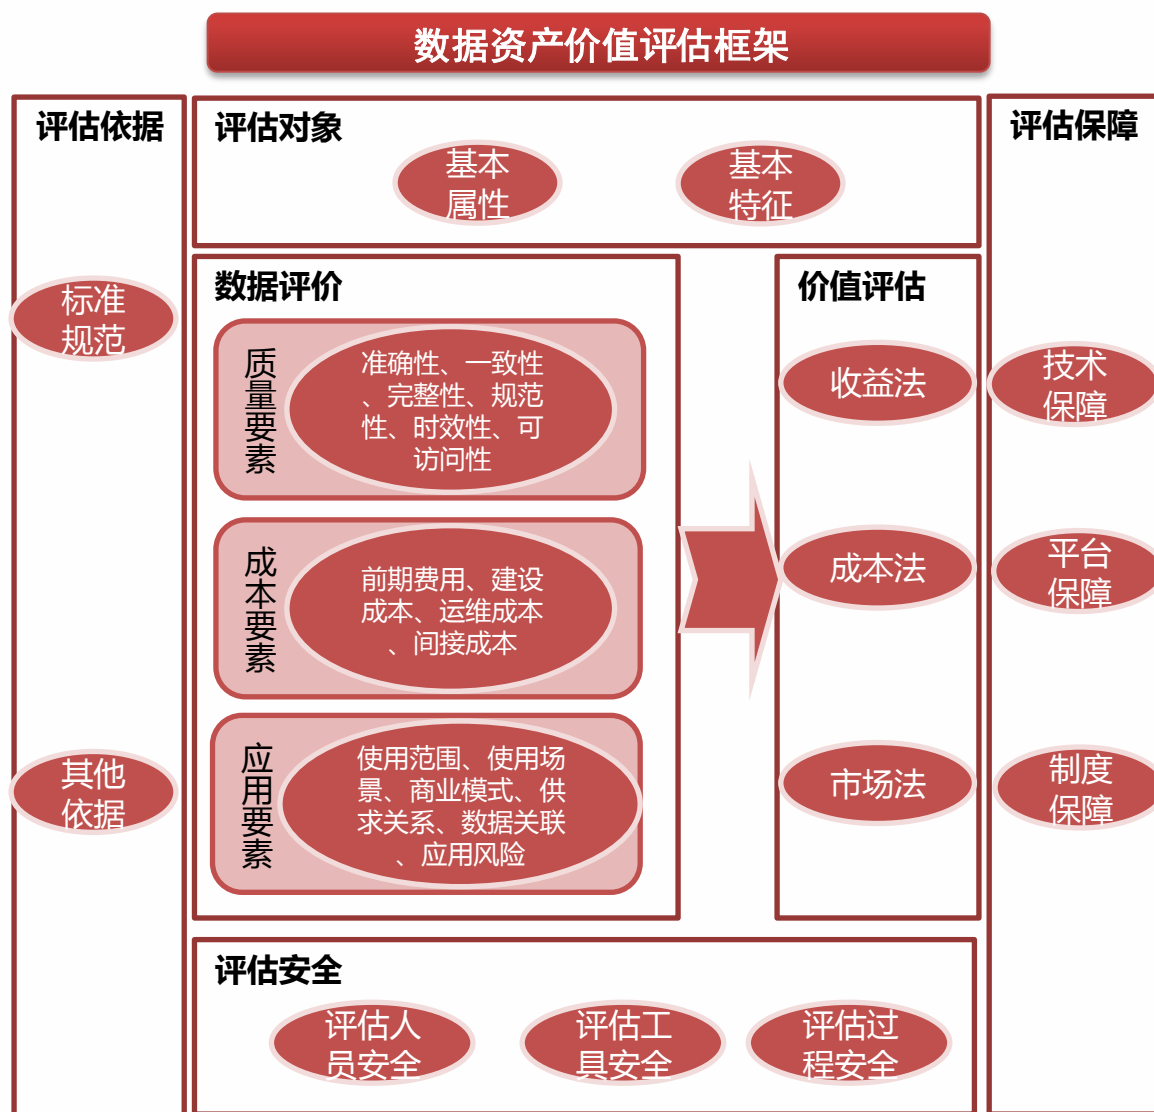 数据资产价值评估框架
评估依据
标准
规范
其他
依据
评估对象
基本
属性
基本
特征
数据评价
质量要素
准确性、一致性
、完整性、规范
性、时效性、可
访问性
成本要素
前期费用、建设
成本、运维成本
、间接成本
应用要素
使用范围、使用场
景、商业模式、供
求关系、数据关联
、应用风险
价值评估
收益法
成本法
市场法
评估保障
技术
保障
平台
保障
制度
保障
评估安全
评估人
员安全
评估工
具安全
评估过
程安全